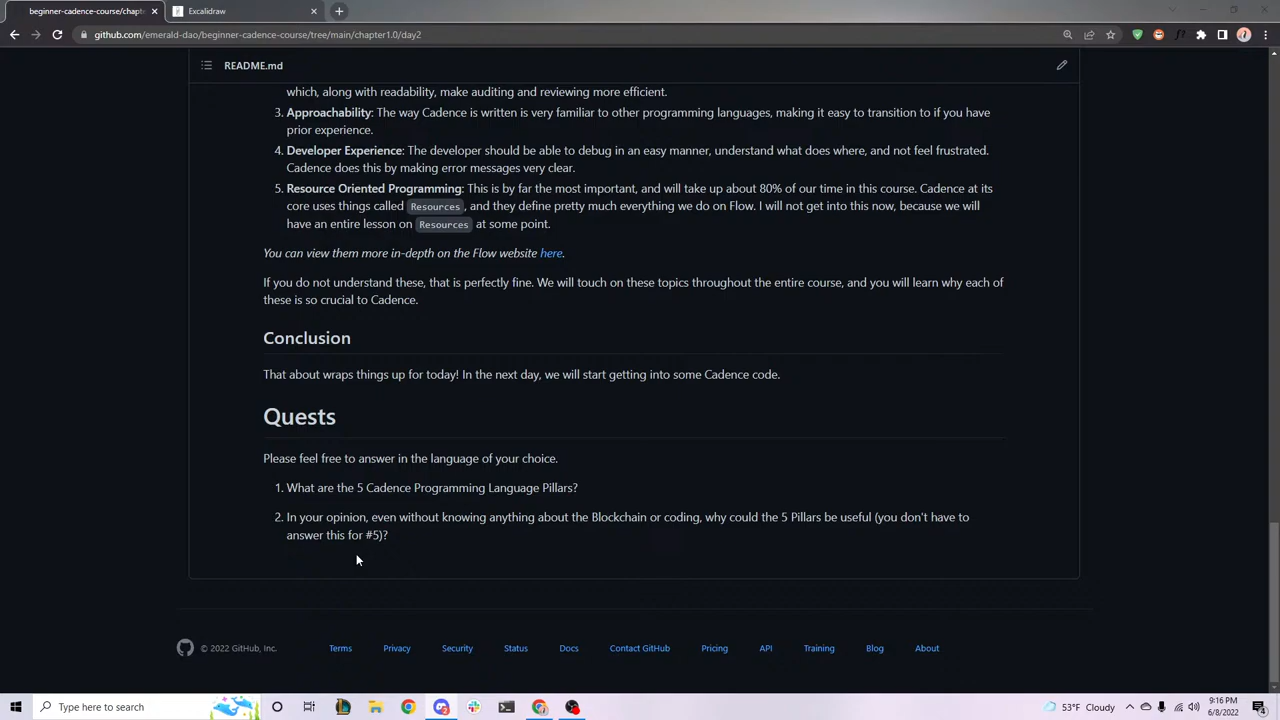 beginner-cadence-course/chapt
Excalidraw
github.com/emerald-dao/beginner-cadence-course/tree/main/chapter1.0/day2
README.md
which, along with readability, make auditing and reviewing more efficient.
3. Approachability: The way Cadence is written is very familiar to other programming languages, making it easy to transition to if you have
prior experience.
4. Developer Experience: The developer should be able to debug in an easy manner, understand what does where, and not feel frustrated.
Cadence does this by making error messages very clear.
5. Resource Oriented Programming: This is by far the most important, and will take up about 80% of our time in this course. Cadence at its
core uses things called Resources, and they define pretty much everything we do on Flow. I will not get into this now, because we will
have an entire lesson on Resources at some point.
You can view them more in-depth on the Flow website here.
If you do not understand these, that is perfectly fine. We will touch on these topics throughout the entire course, and you will learn why each of
these is so crucial to Cadence.
Conclusion
That about wraps things up for today! In the next day, we will start getting into some Cadence code.
Quests
Please feel free to answer in the language of your choice.
1. What are the 5 Cadence Programming Language Pillars?
2. In your opinion, even without knowing anything about the Blockchain or coding, why could the 5 Pillars be useful (you don't have to
answer this for #5)?
© 2022 GitHub, Inc.
Terms
Privacy
Security
Status
Docs
Contact GitHub
Pricing
API
Training
Blog
About
Type here to search
53°F Cloudy
9:16 PM
6/8/2022